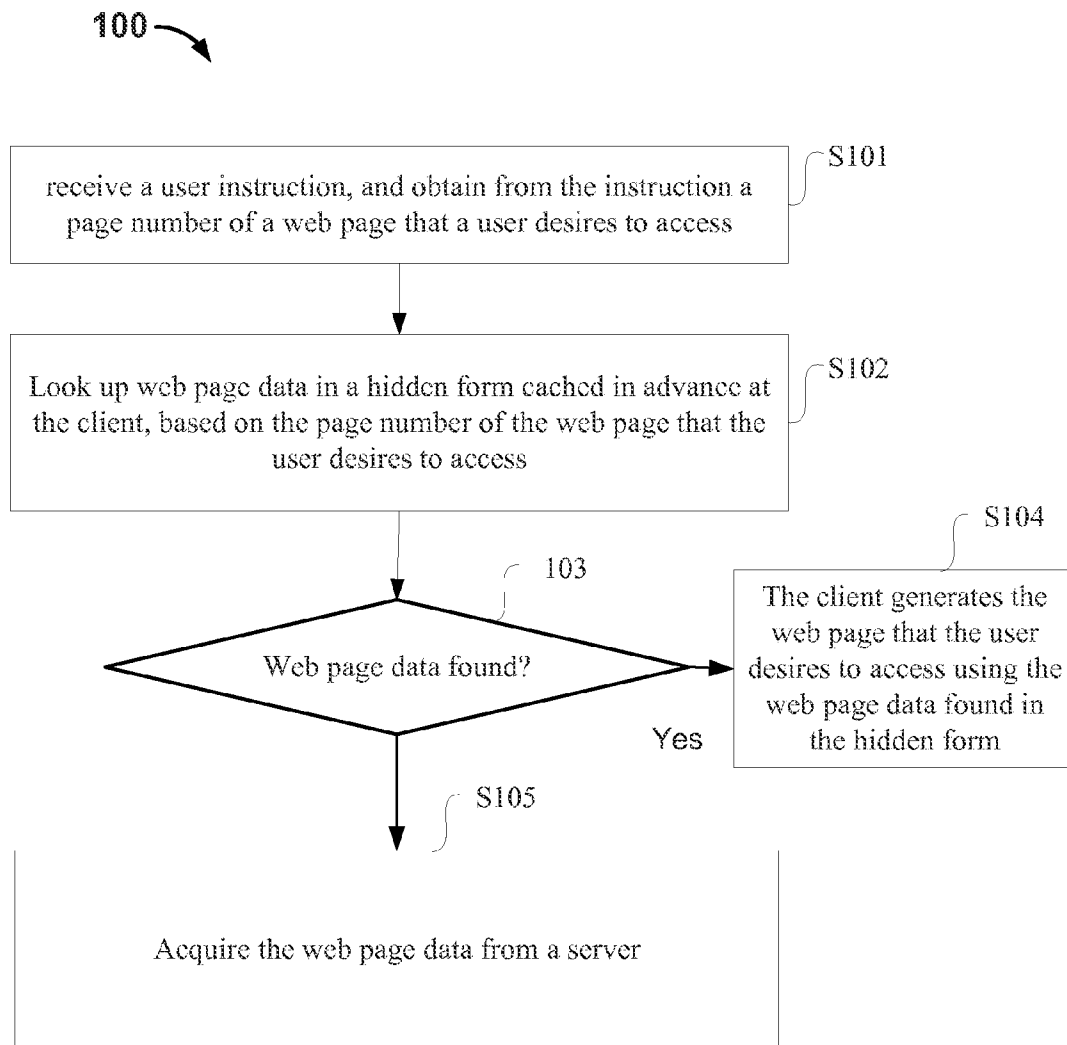 100
S101
receive a user instruction, and obtain from the instruction a
page number of a web page that a user desires to access
S102
Look up web page data in a hidden form cached in advance at
the client, based on the page number of the web page that the
user desires to access
S104
103
The client generates the
web page that the user
desires to access using the
web page data found in
the hidden form
Web page data found?
Yes
S105
Acquire the web page data from a server